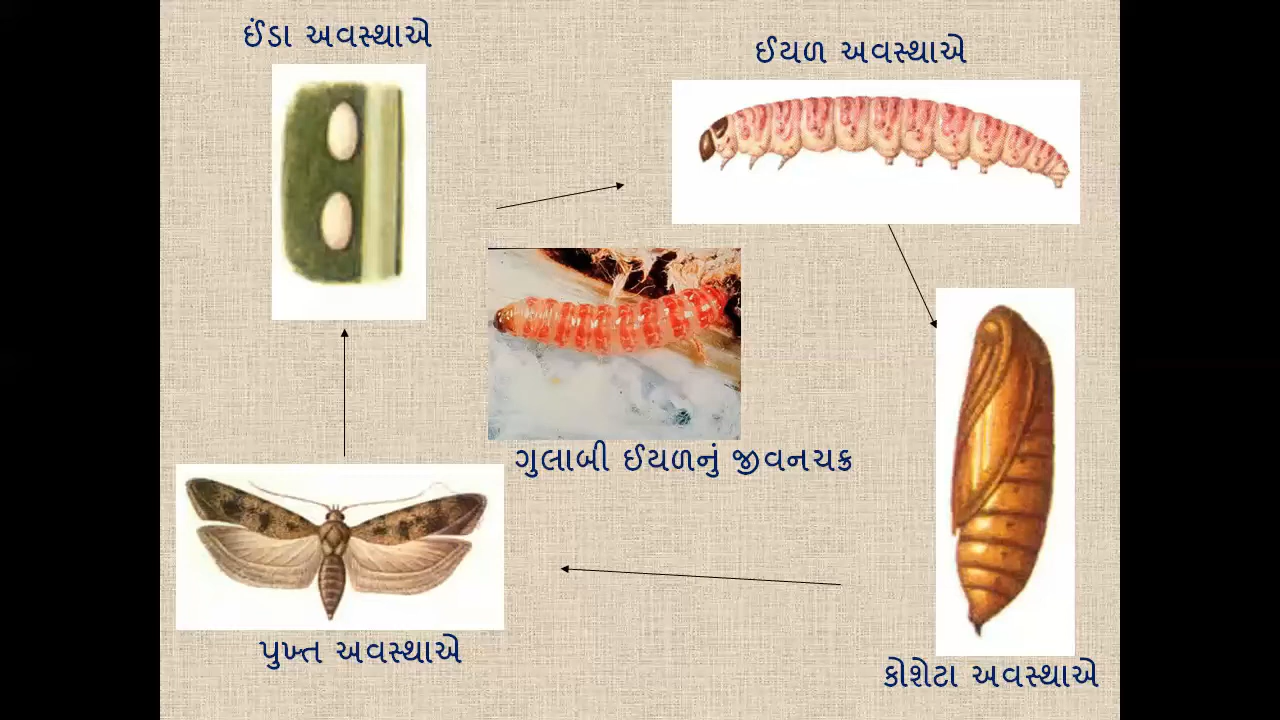 ઈંડા અવસ્થાએ
ઈયળ અવસ્થાએ
ગુલાબી ઈયળનું જીવનચક્ર
પુખ્ત અવસ્થાએ
કોશેટા અવસ્થાએ